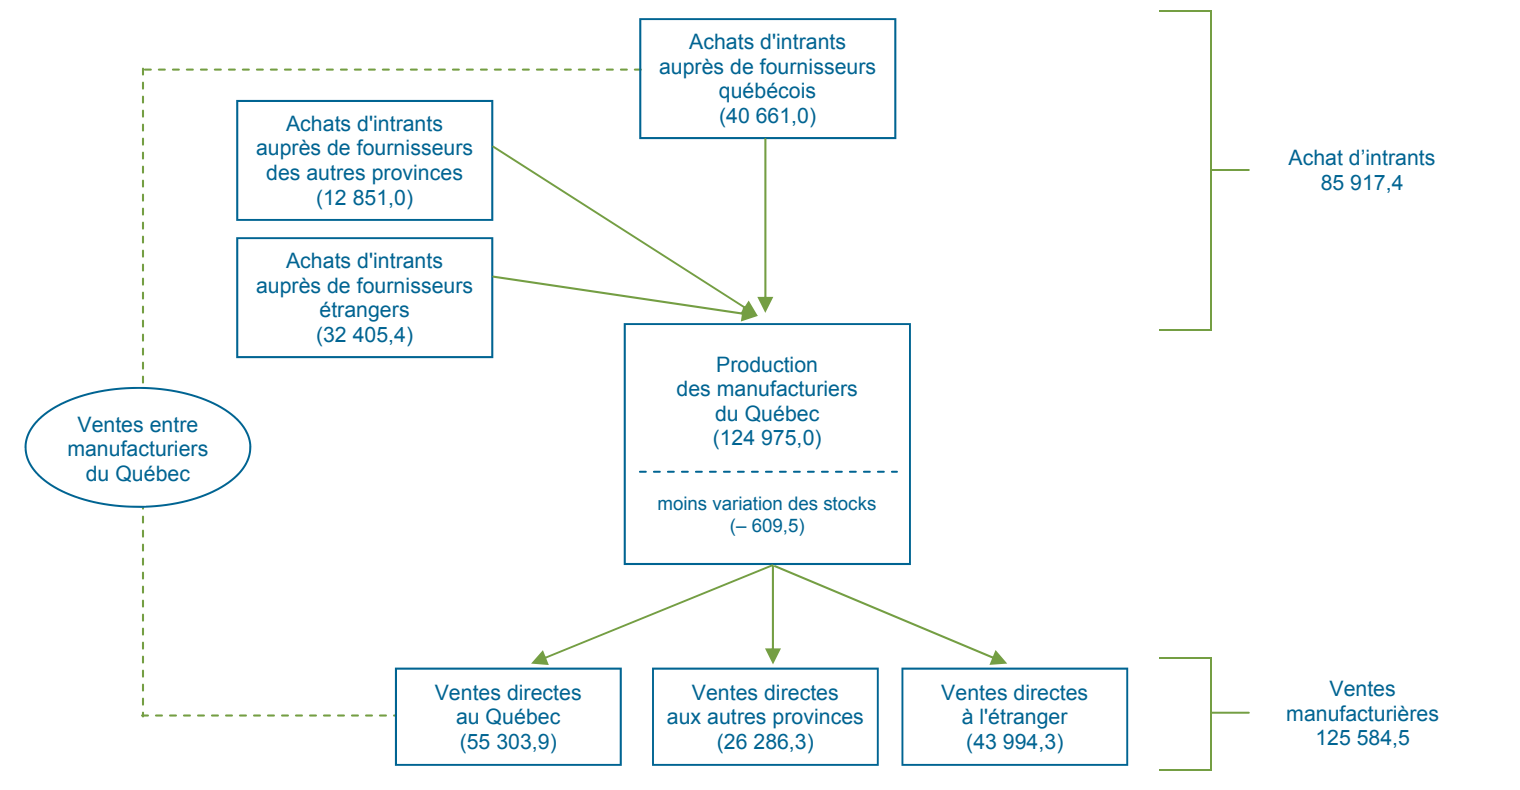 Achats d'intrants
auprès de fournisseurs
québécois
(40 661,0)
Achats d'intrants
auprès de fournisseurs
des autres provinces
(12 851,0)
Achat d’intrants
85 917,4
Achats d'intrants
auprès de fournisseurs
étrangers
(32 405,4)
Production
des manufacturiers
du Québec
(124 975,0)
moins variation des stocks
(– 609,5)
Ventes entre
manufacturiers
du Québec
Ventes directes
au Québec
(55 303,9)
Ventes directes
aux autres provinces
(26 286,3)
Ventes directes
à l'étranger
(43 994,3)
Ventes
manufacturières
125 584,5